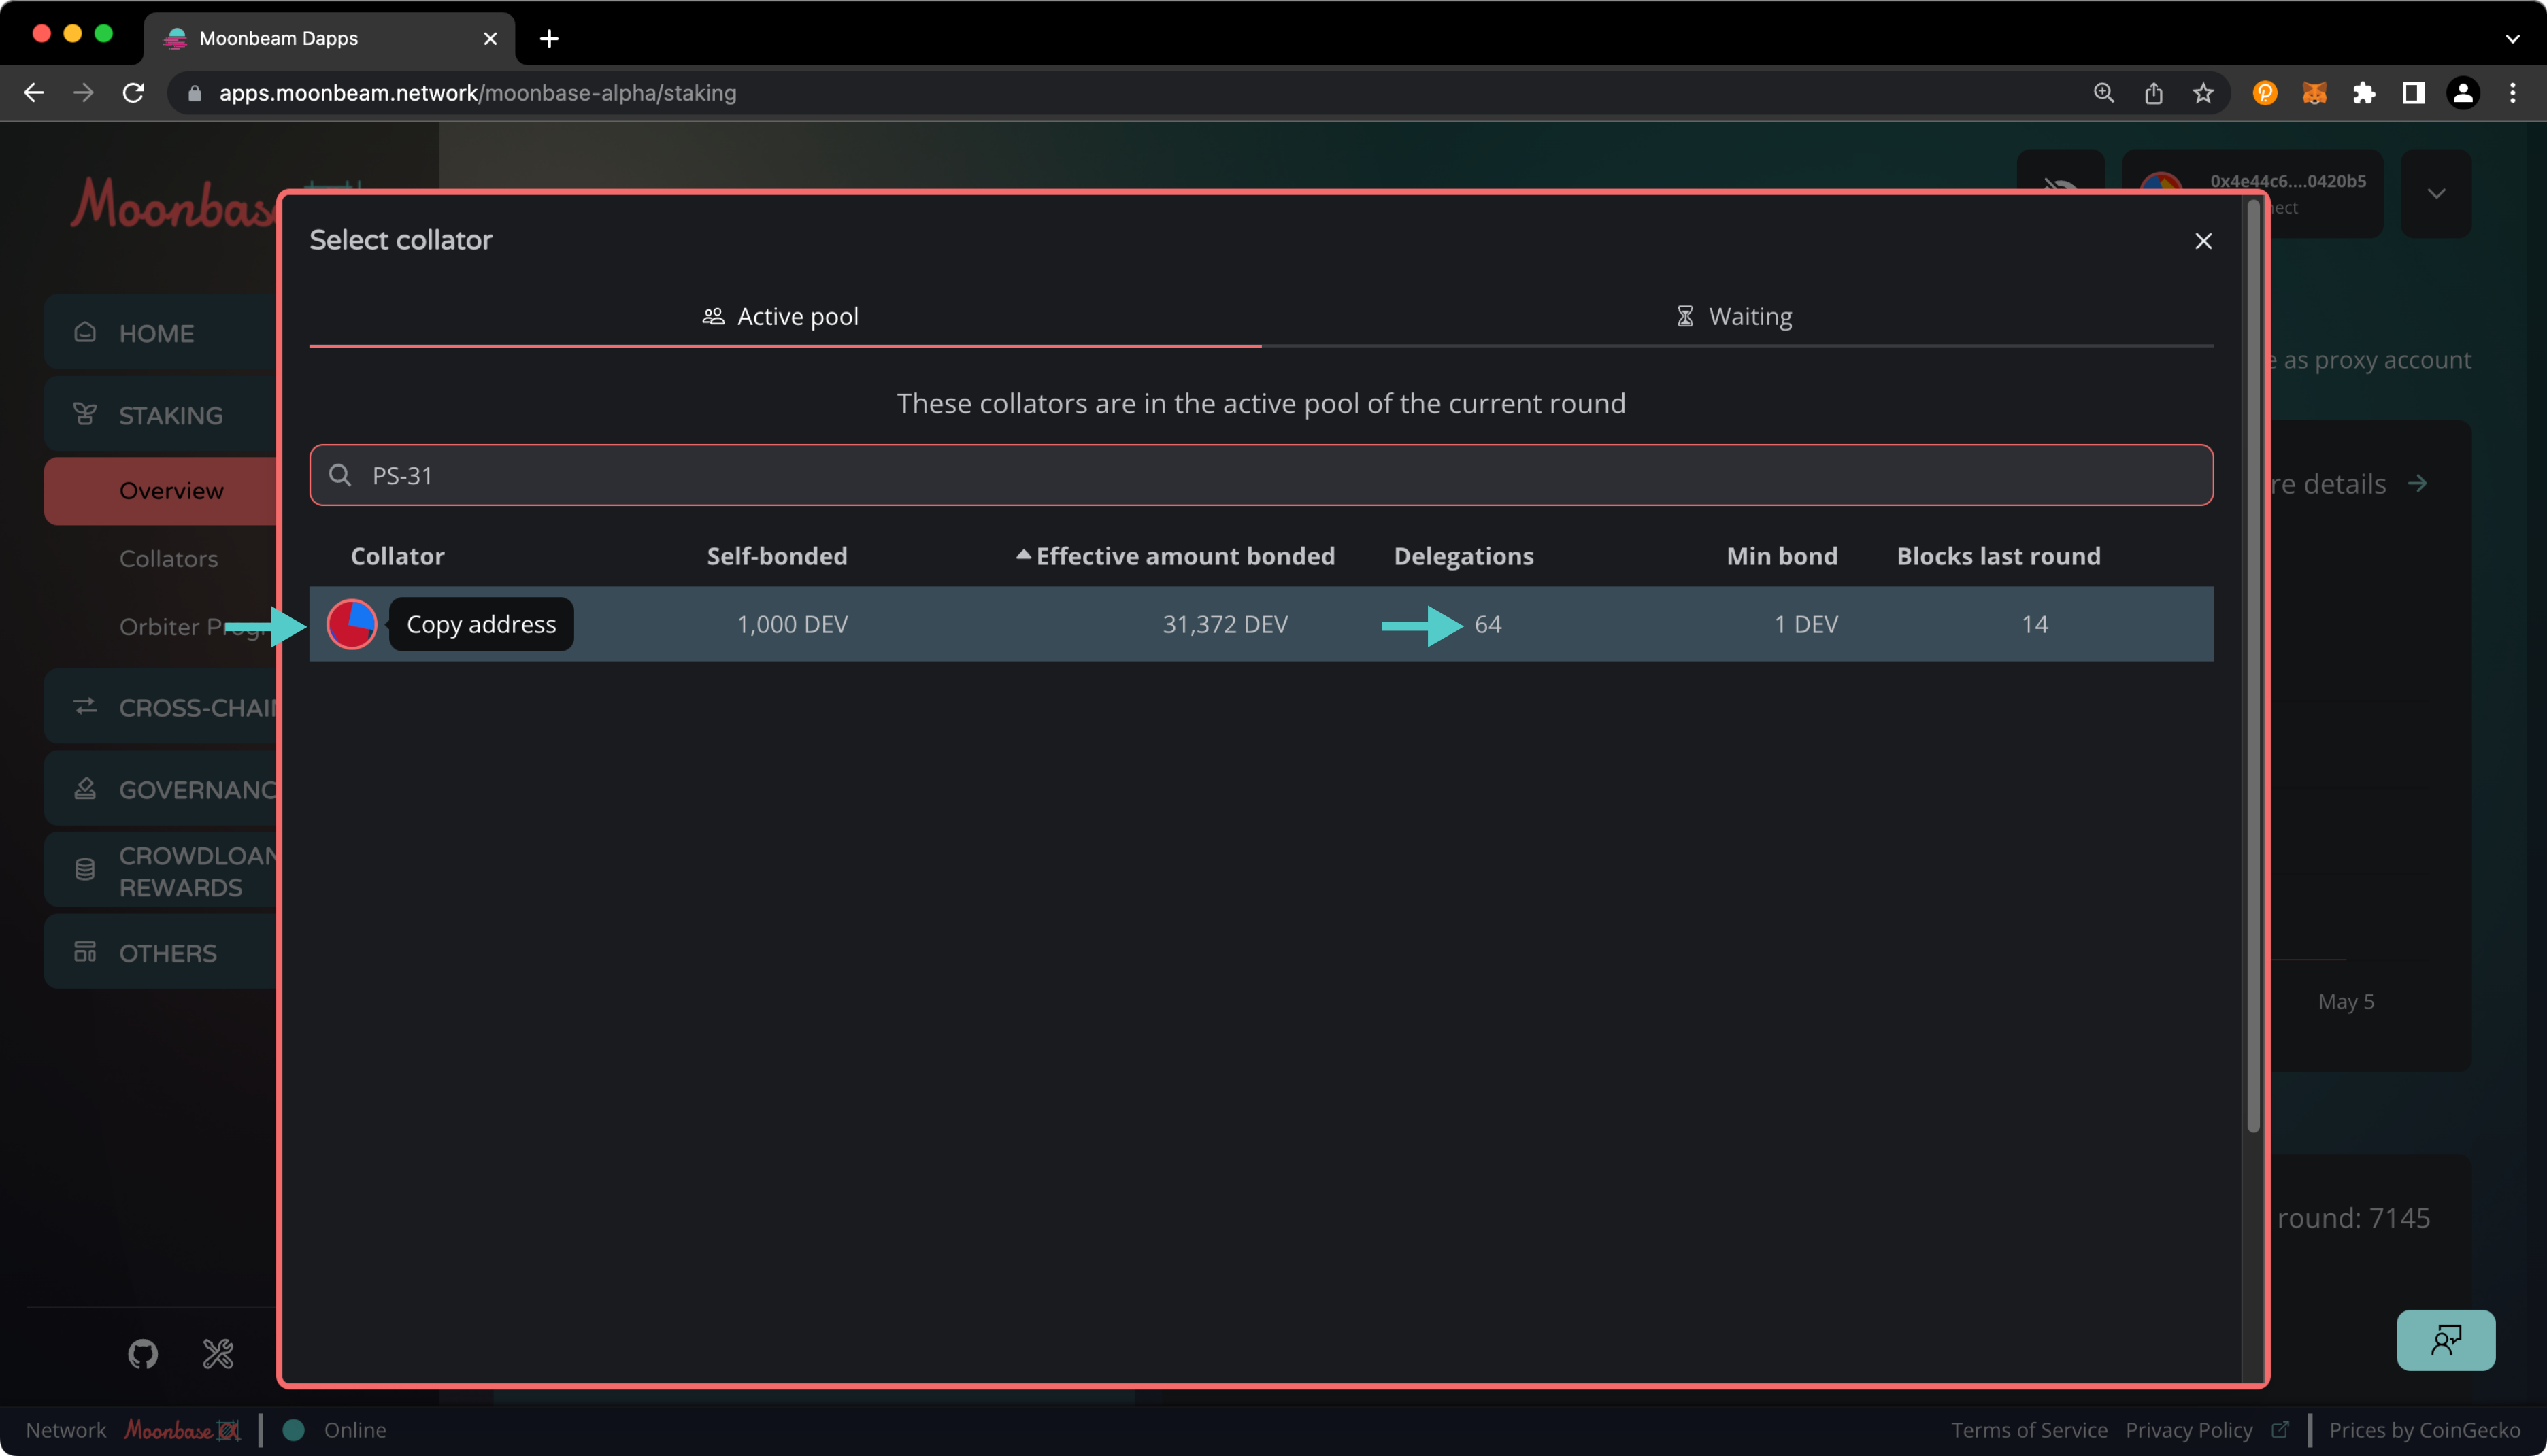 Moonbeam Dapps
apps.moonbeam.network/moonbase-alpha/staking
0x4e44c6....0420b5
nect
Moonbas
Select collator
HOME
Active pool
Waiting
e as proxy account
STAKING
These collators are in the active pool of the current round
Overview
PS-31
re details
Collators
Collator Self-bonded Effective amount bonded Delegations Min bond Blocks last round
Orbiter Progr
Copy address 1,000 DEV 31,372 DEV 64 1 DEV 14
CROSS-CHAIN
GOVERNANC
CROWDLOAN
REWARDS
OTHERS
May 5
round: 7145
Network Moonbase Online
Terms of Service Privacy Policy Prices by CoinGecko